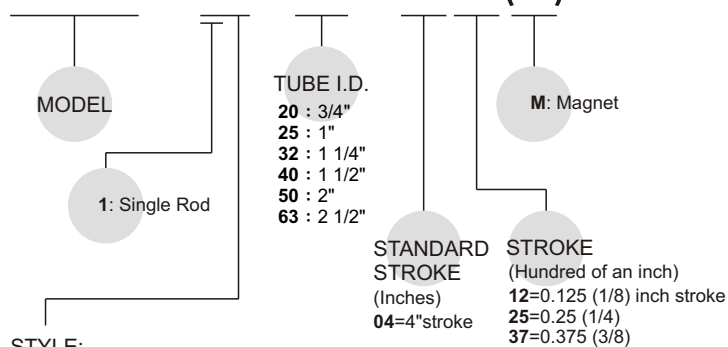 MODEL
1: Single Rod
TUBE I.D.
20 : 3/4"
25 : 1"
32 : 1 1/4"
40 : 1 1/2"
50 : 2"
63 : 2 1/2"
M: Magnet
STANDARD
STROKE
(Inches)
04=4"stroke
STROKE
(Hundred of an inch)
12=0.125 (1/8) inch stroke
25=0.25 (1/4)
37=0.375 (3/8)
STYLE: